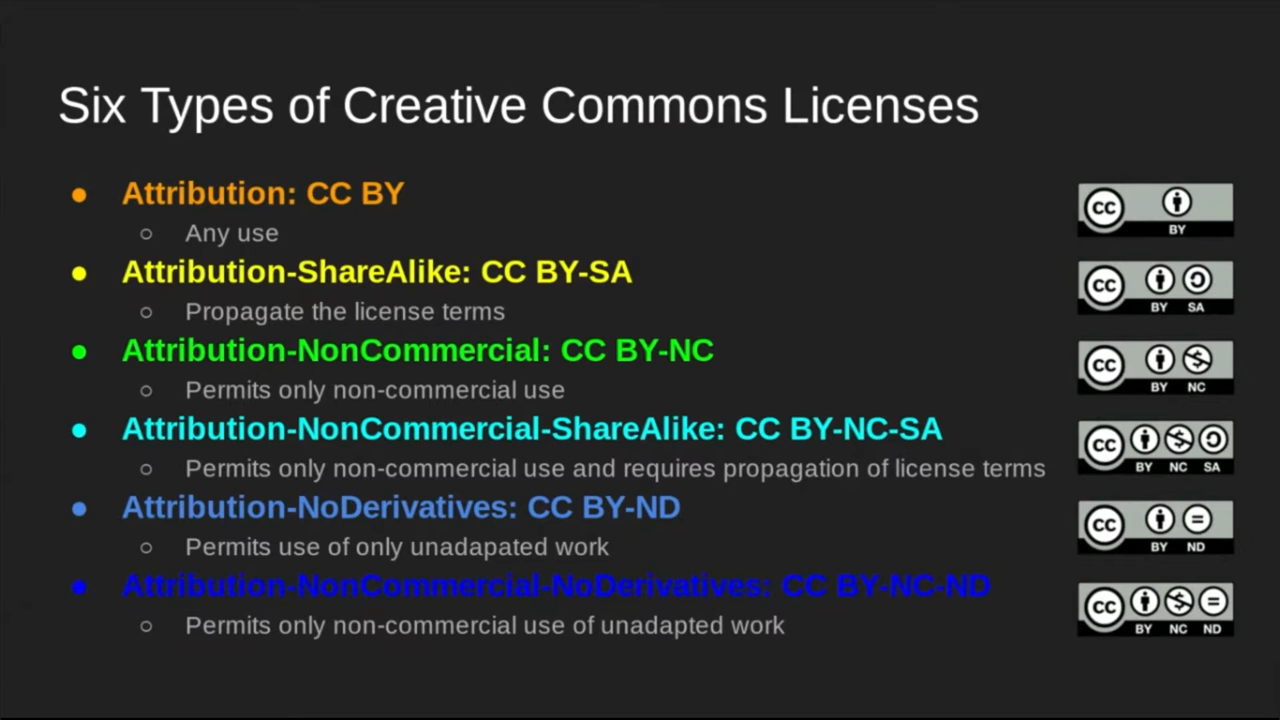 Six Types of Creative Commons Licenses
● Attribution: CC BY
○ Any use
● Attribution-ShareAlike: CC BY-SA
○ Propagate the license terms
● Attribution-NonCommercial: CC BY-NC
○ Permits only non-commercial use
● Attribution-NonCommercial-ShareAlike: CC BY-NC-SA
○ Permits only non-commercial use and requires propagation of license terms
● Attribution-NoDerivatives: CC BY-ND
○ Permits use of only unadapated work
● Attribution-NonCommercial-NoDerivatives: CC BY-NC-ND
○ Permits only non-commercial use of unadapted work
cc
BY
cc
BY SA
cc
BY NC
cc
BY NC SA
cc
BY ND
cc
BY NC ND